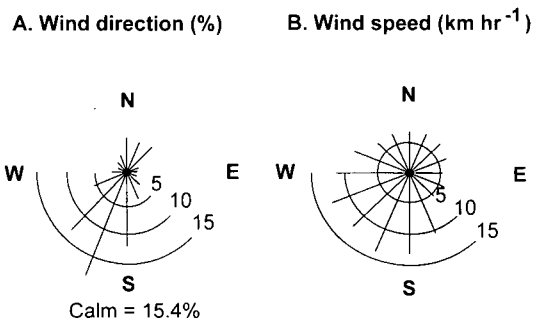 A. Wind direction (%)
B. Wind speed (km hr⁻¹)
N
W
E
5
10
15
S
Calm = 15.4%
N
W
E
5
10
15
S